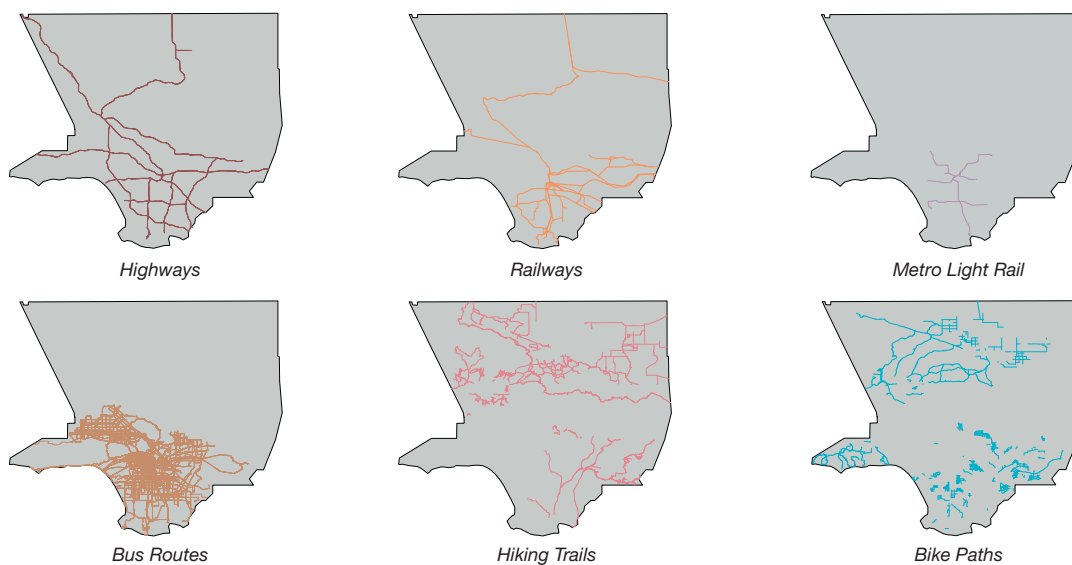 Highways
Railways
Metro Light Rail
Bus Routes
Hiking Trails
Bike Paths